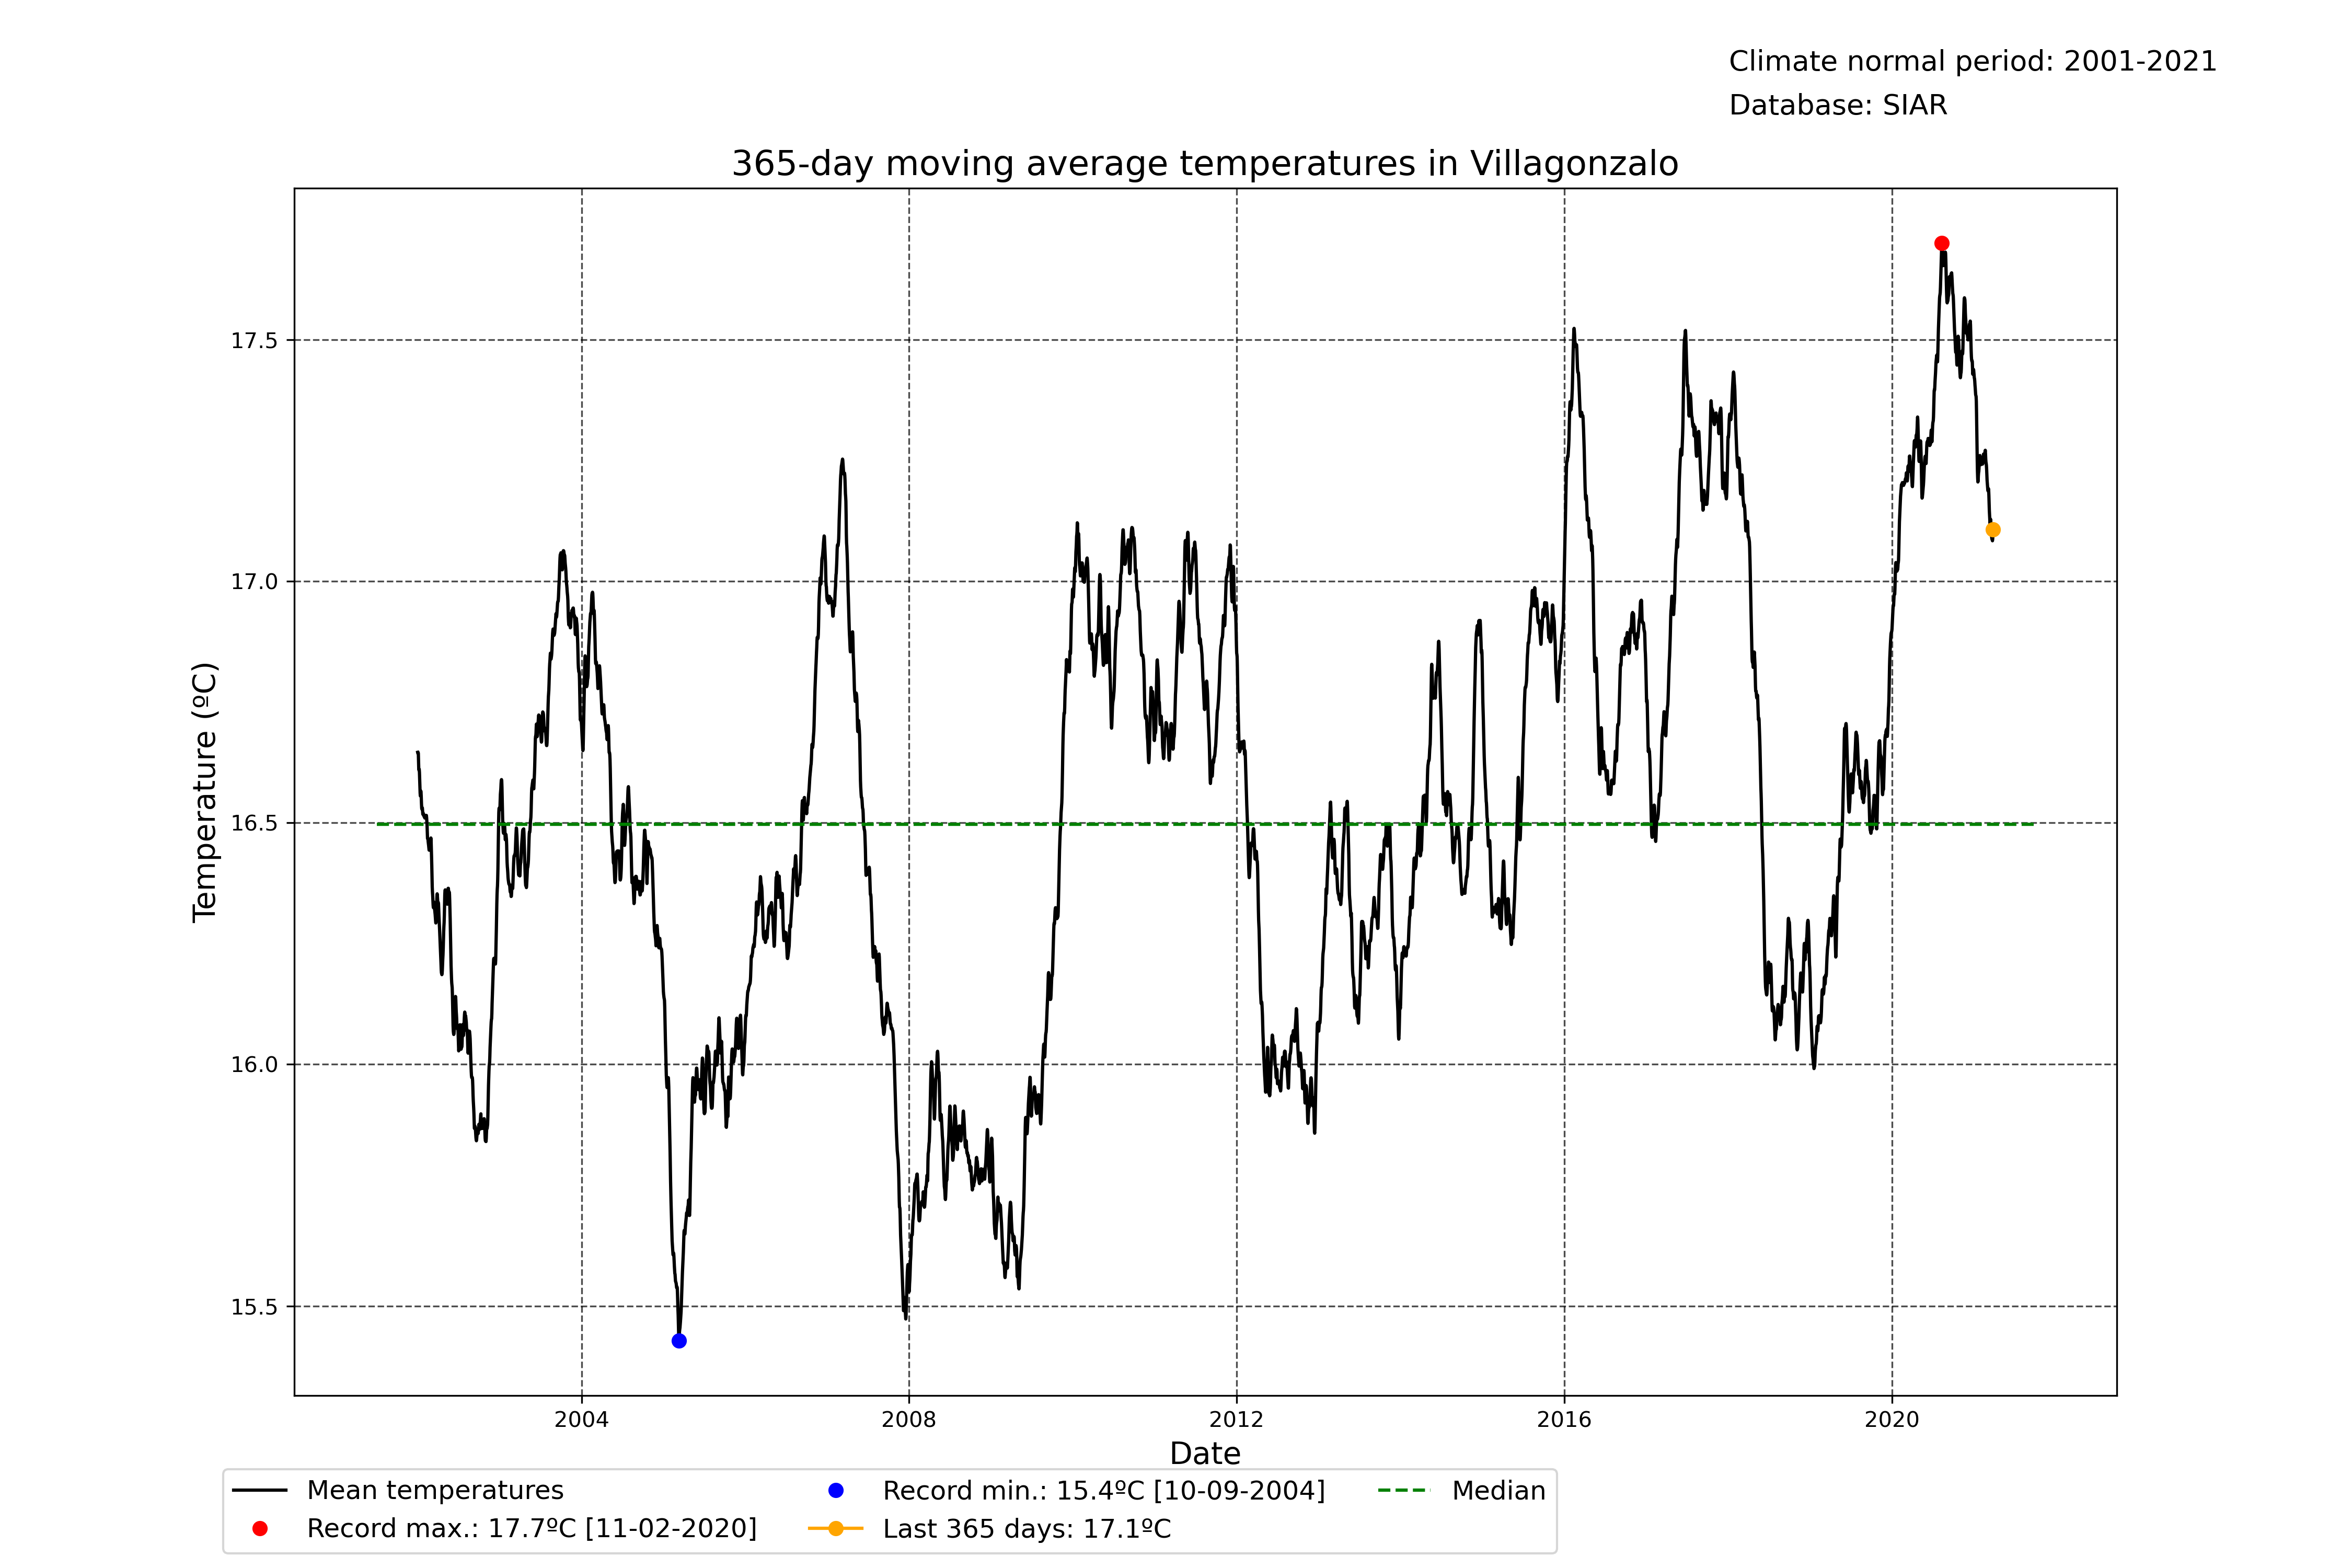 Climate normal period: 2001-2021
Database: SIAR
365-day moving average temperatures in Villagonzalo
17.5
17.0
16.5
16.0
15.5
Temperature (ºC)
2004 2008 2012 2016 2020
Date
Mean temperatures
Record max.: 17.7ºC [11-02-2020]
Record min.: 15.4ºC [10-09-2004]
Last 365 days: 17.1ºC
Median